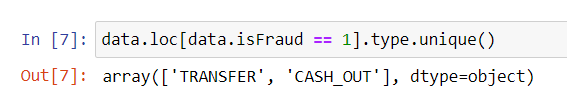 In [7]: data.loc[data.isFraud == 1].type.unique()
Out[7]: array(['TRANSFER', 'CASH_OUT'], dtype=object)